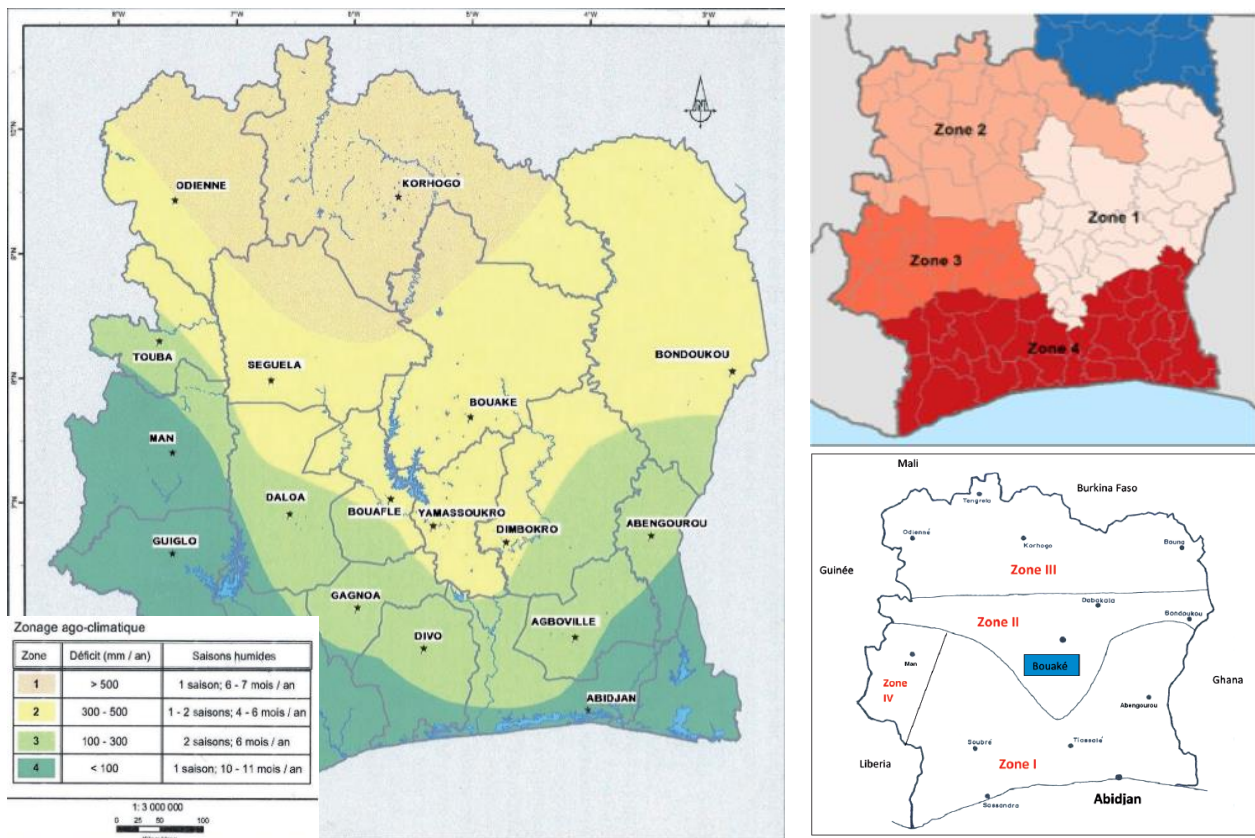 8°W
7°W
6°W
5°W
4°W
3°W
10°N
ODIENNE
KORHOGO
9°N
TOUBA
SEGUELA
BONDOUKOU
8°N
BOUAKE
MAN
7°N
DALOA
BOUAFLE
YAMASSOUKRO
DIMBOKRO
ABENGOUROU
GUIGLO
GAGNOA
DIVO
AGBOVILLE
ABIDJAN
Zonage ago-climatique
Zone Déficit (mm / an) Saisons humides
1 > 500 1 saison; 6 - 7 mois / an
2 300 - 500 1 - 2 saisons; 4 - 6 mois / an
3 100 - 300 2 saisons; 6 mois / an
4 < 100 1 saison; 10 - 11 mois / an
1: 3 000 000
0 25 50 100
Zone 2
Zone 1
Zone 3
Zone 4
Mali
Burkina Faso
Tengrela
Odienné
Korhogo
Bouna
Guinée
Zone III
Dabakala
Bondoukou
Zone II
Man
Bouaké
Zone
IV
Ghana
Abengourou
Soubré
Tiassalé
Liberia
Zone I
Sassandra
Abidjan